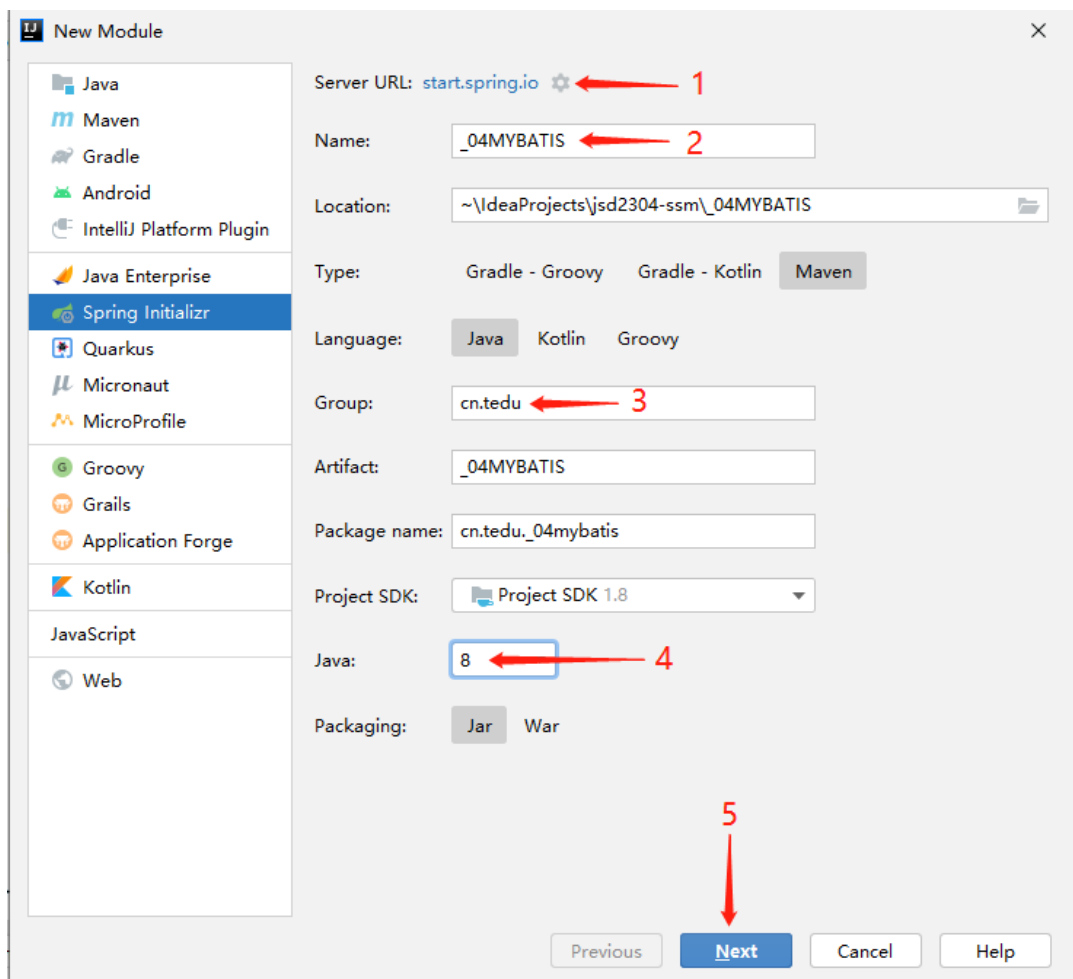 New Module
Java
Maven
Gradle
Android
IntelliJ Platform Plugin
Java Enterprise
Spring Initializr
Quarkus
Micronaut
MicroProfile
Groovy
Grails
Application Forge
Kotlin
JavaScript
Web
Server URL: start.spring.io 1
Name: _04MYBATIS 2
Location: ~\IdeaProjects\jsd2304-ssm\_04MYBATIS
Type: Gradle - Groovy Gradle - Kotlin Maven
Language: Java Kotlin Groovy
Group: cn.tedu 3
Artifact: _04MYBATIS
Package name: cn.tedu._04mybatis
Project SDK: Project SDK 1.8
Java: 8 4
Packaging: Jar War
5
Previous Next Cancel Help